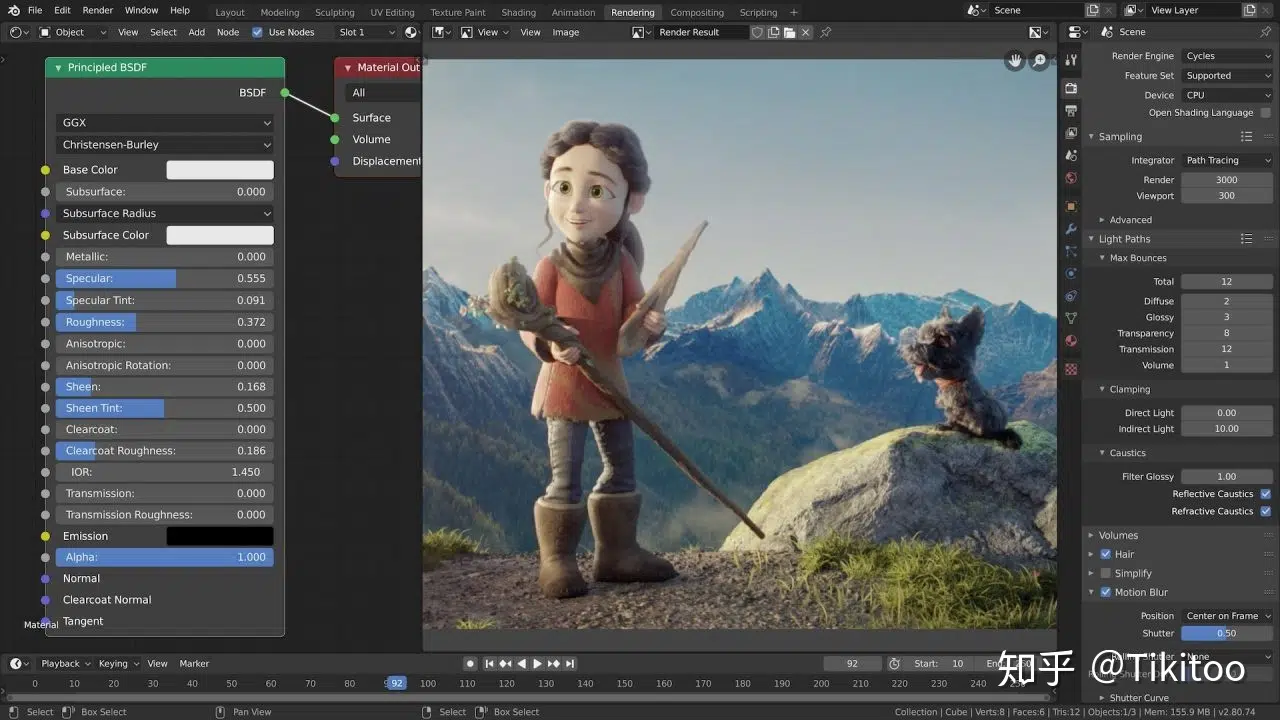 File Edit Render Window Help Layout Modeling Sculpting UV Editing Texture Paint Shading Animation Rendering Compositing Scripting + Scene View Layer
Object View Select Add Node Use Nodes Slot 1 View View Image Render Result Scene
Principled BSDF
BSDF
GGX
Christensen-Burley
Base Color
Subsurface: 0.000
Subsurface Radius
Subsurface Color
Metallic: 0.000
Specular: 0.555
Specular Tint: 0.091
Roughness: 0.372
Anisotropic: 0.000
Anisotropic Rotation: 0.000
Sheen: 0.168
Sheen Tint: 0.500
Clearcoat: 0.000
Clearcoat Roughness: 0.186
IOR: 1.450
Transmission: 0.000
Transmission Roughness: 0.000
Emission
Alpha: 1.000
Normal
Clearcoat Normal
Tangent
Material
Material Out
All
Surface
Volume
Displacement
Render Engine Cycles
Feature Set Supported
Device CPU
Open Shading Language
Sampling
Integrator Path Tracing
Render 3000
Viewport 300
Advanced
Light Paths
Max Bounces
Total 12
Diffuse 2
Glossy 3
Transparency 8
Transmission 12
Volume 1
Clamping
Direct Light 0.00
Indirect Light 10.00
Caustics
Filter Glossy 1.00
Reflective Caustics
Refractive Caustics
Volumes
Hair
Simplify
Motion Blur
Position Center on Frame
Shutter 0.50
None
Shutter Curve
Playback Keying View Marker 92 Start: 10
0 10 20 30 40 50 60 70 80 92 100 110 120 130 140 150 160 170 180 190 200 210 220 230 240
知乎 @Tikitoo
Select Box Select Pan View Select Box Select Collection | Cube | Verts:8 | Faces:6 | Tris:12 | Objects:1/3 | Mem: 155.9 MB | v2.80.74